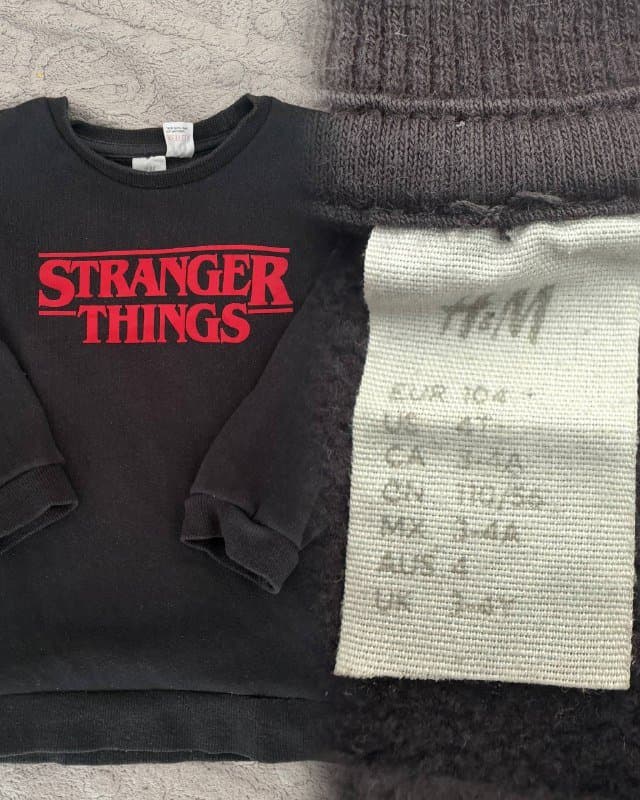 STRANGER
THINGS
H&M
EUR 104
US 4T
CA 3-4A
CN 110/56
MX 3-4A
AUS 4
UK 3-4Y